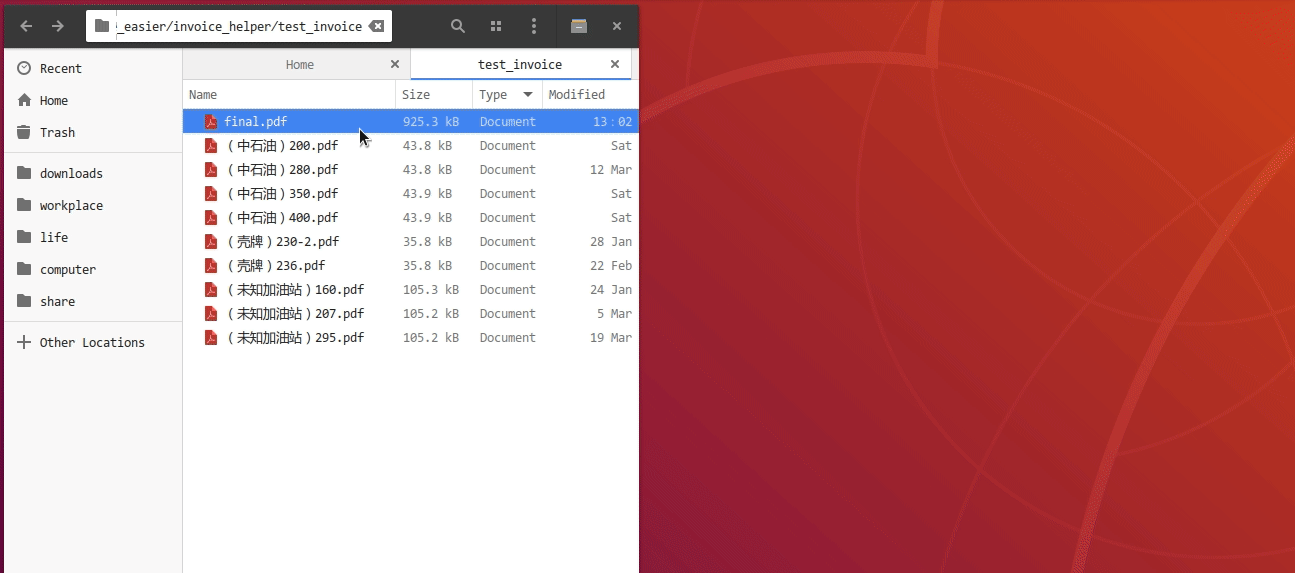 _easier/invoice_helper/test_invoice
Recent
Home
Trash
downloads
workplace
life
computer
share
Other Locations
Home test_invoice
Name Size Type Modified
final.pdf 925.3 kB Document 13:02
(中石油)200.pdf 43.8 kB Document Sat
(中石油)280.pdf 43.8 kB Document 12 Mar
(中石油)350.pdf 43.9 kB Document Sat
(中石油)400.pdf 43.9 kB Document Sat
(壳牌)230-2.pdf 35.8 kB Document 28 Jan
(壳牌)236.pdf 35.8 kB Document 22 Feb
(未知加油站)160.pdf 105.3 kB Document 24 Jan
(未知加油站)207.pdf 105.2 kB Document 5 Mar
(未知加油站)295.pdf 105.2 kB Document 19 Mar